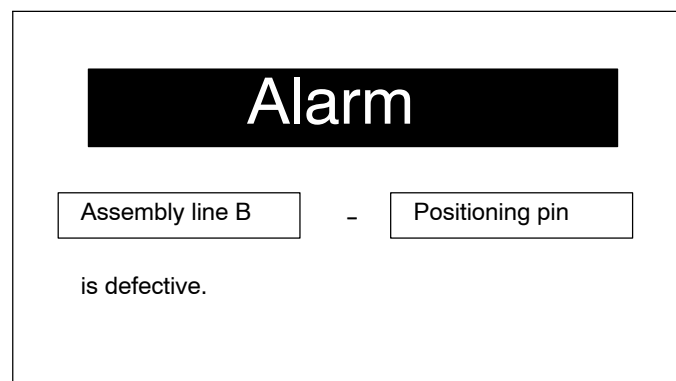 Alarm
Assembly line B - Positioning pin
is defective.